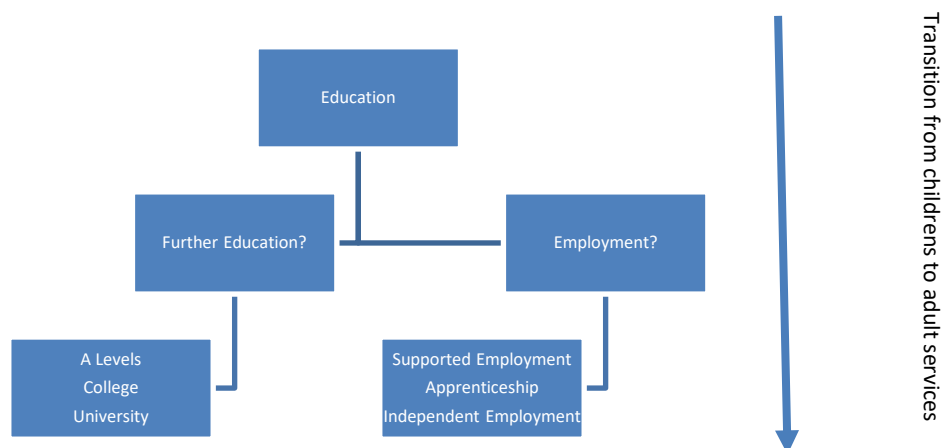 Education
Further Education?
Employment?
A Levels
College
University
Supported Employment
Apprenticeship
Independent Employment
Transition from childrens to adult services